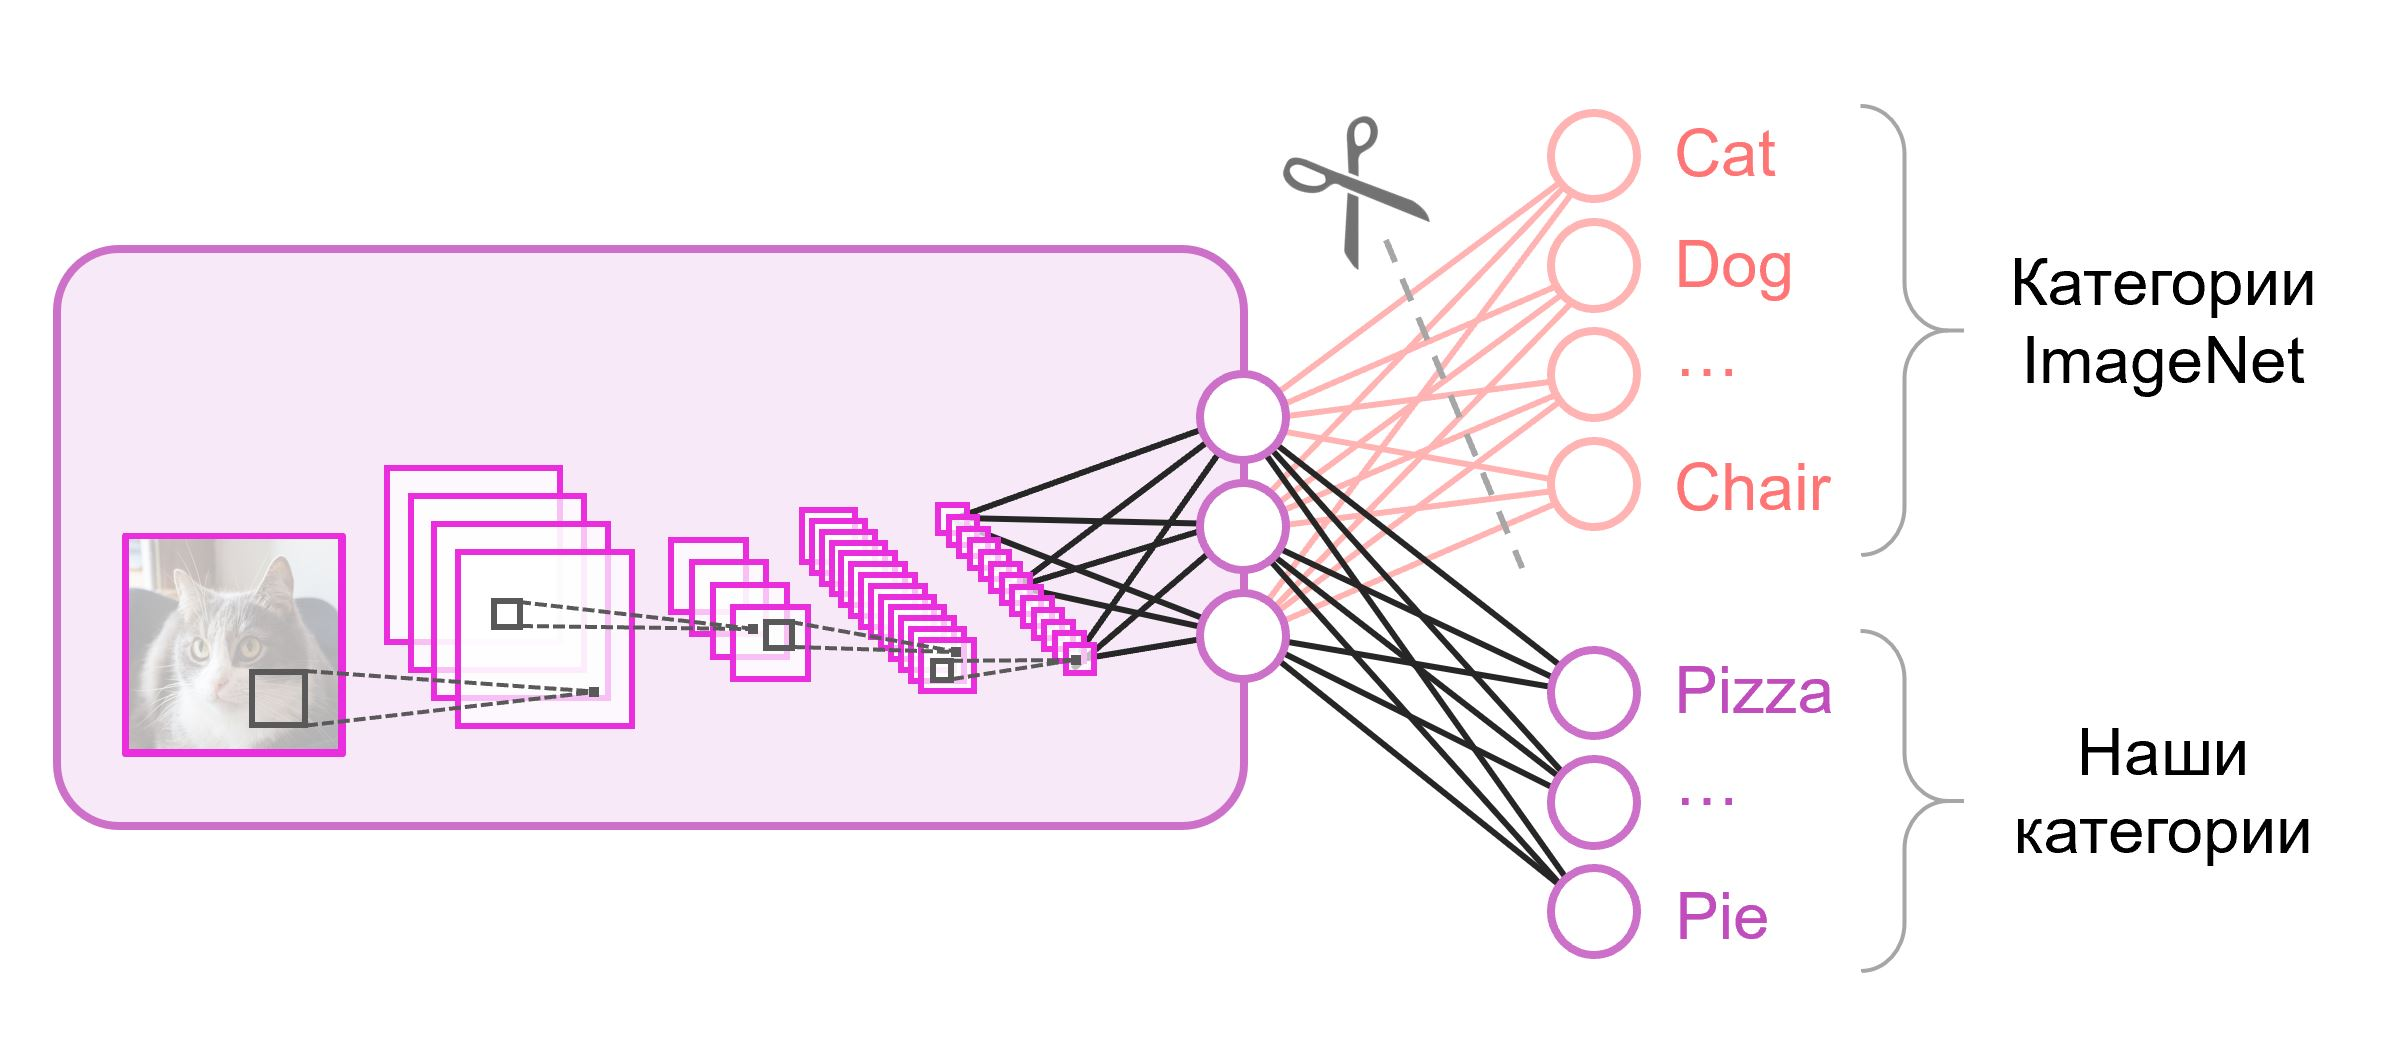 Cat
Dog
...
Chair
Категории
ImageNet
Pizza
...
Pie
Наши
категории